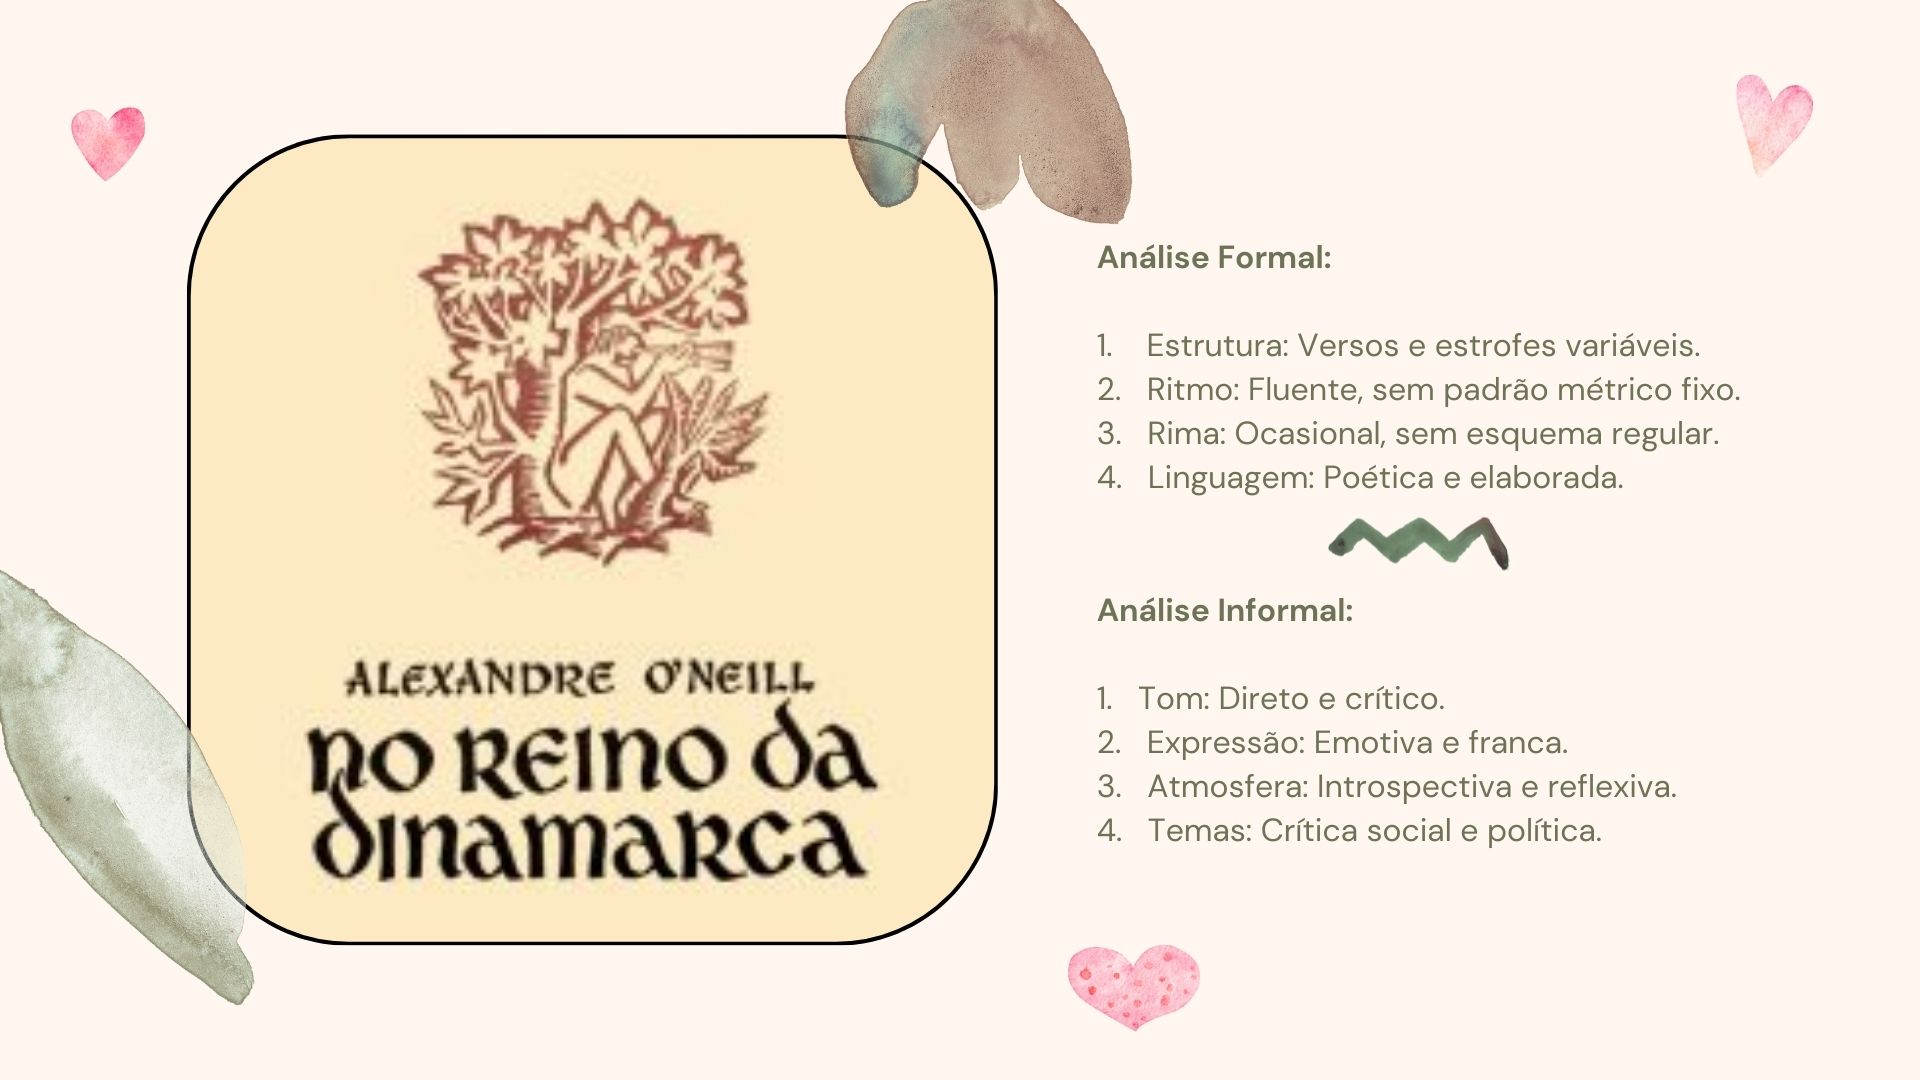 ALEXANDRE O'NEILL
NO REINO DA
DINAMARCA
Análise Formal:
1. Estrutura: Versos e estrofes variáveis.
2. Ritmo: Fluente, sem padrão métrico fixo.
3. Rima: Ocasional, sem esquema regular.
4. Linguagem: Poética e elaborada.
Análise Informal:
1. Tom: Direto e crítico.
2. Expressão: Emotiva e franca.
3. Atmosfera: Introspectiva e reflexiva.
4. Temas: Crítica social e política.